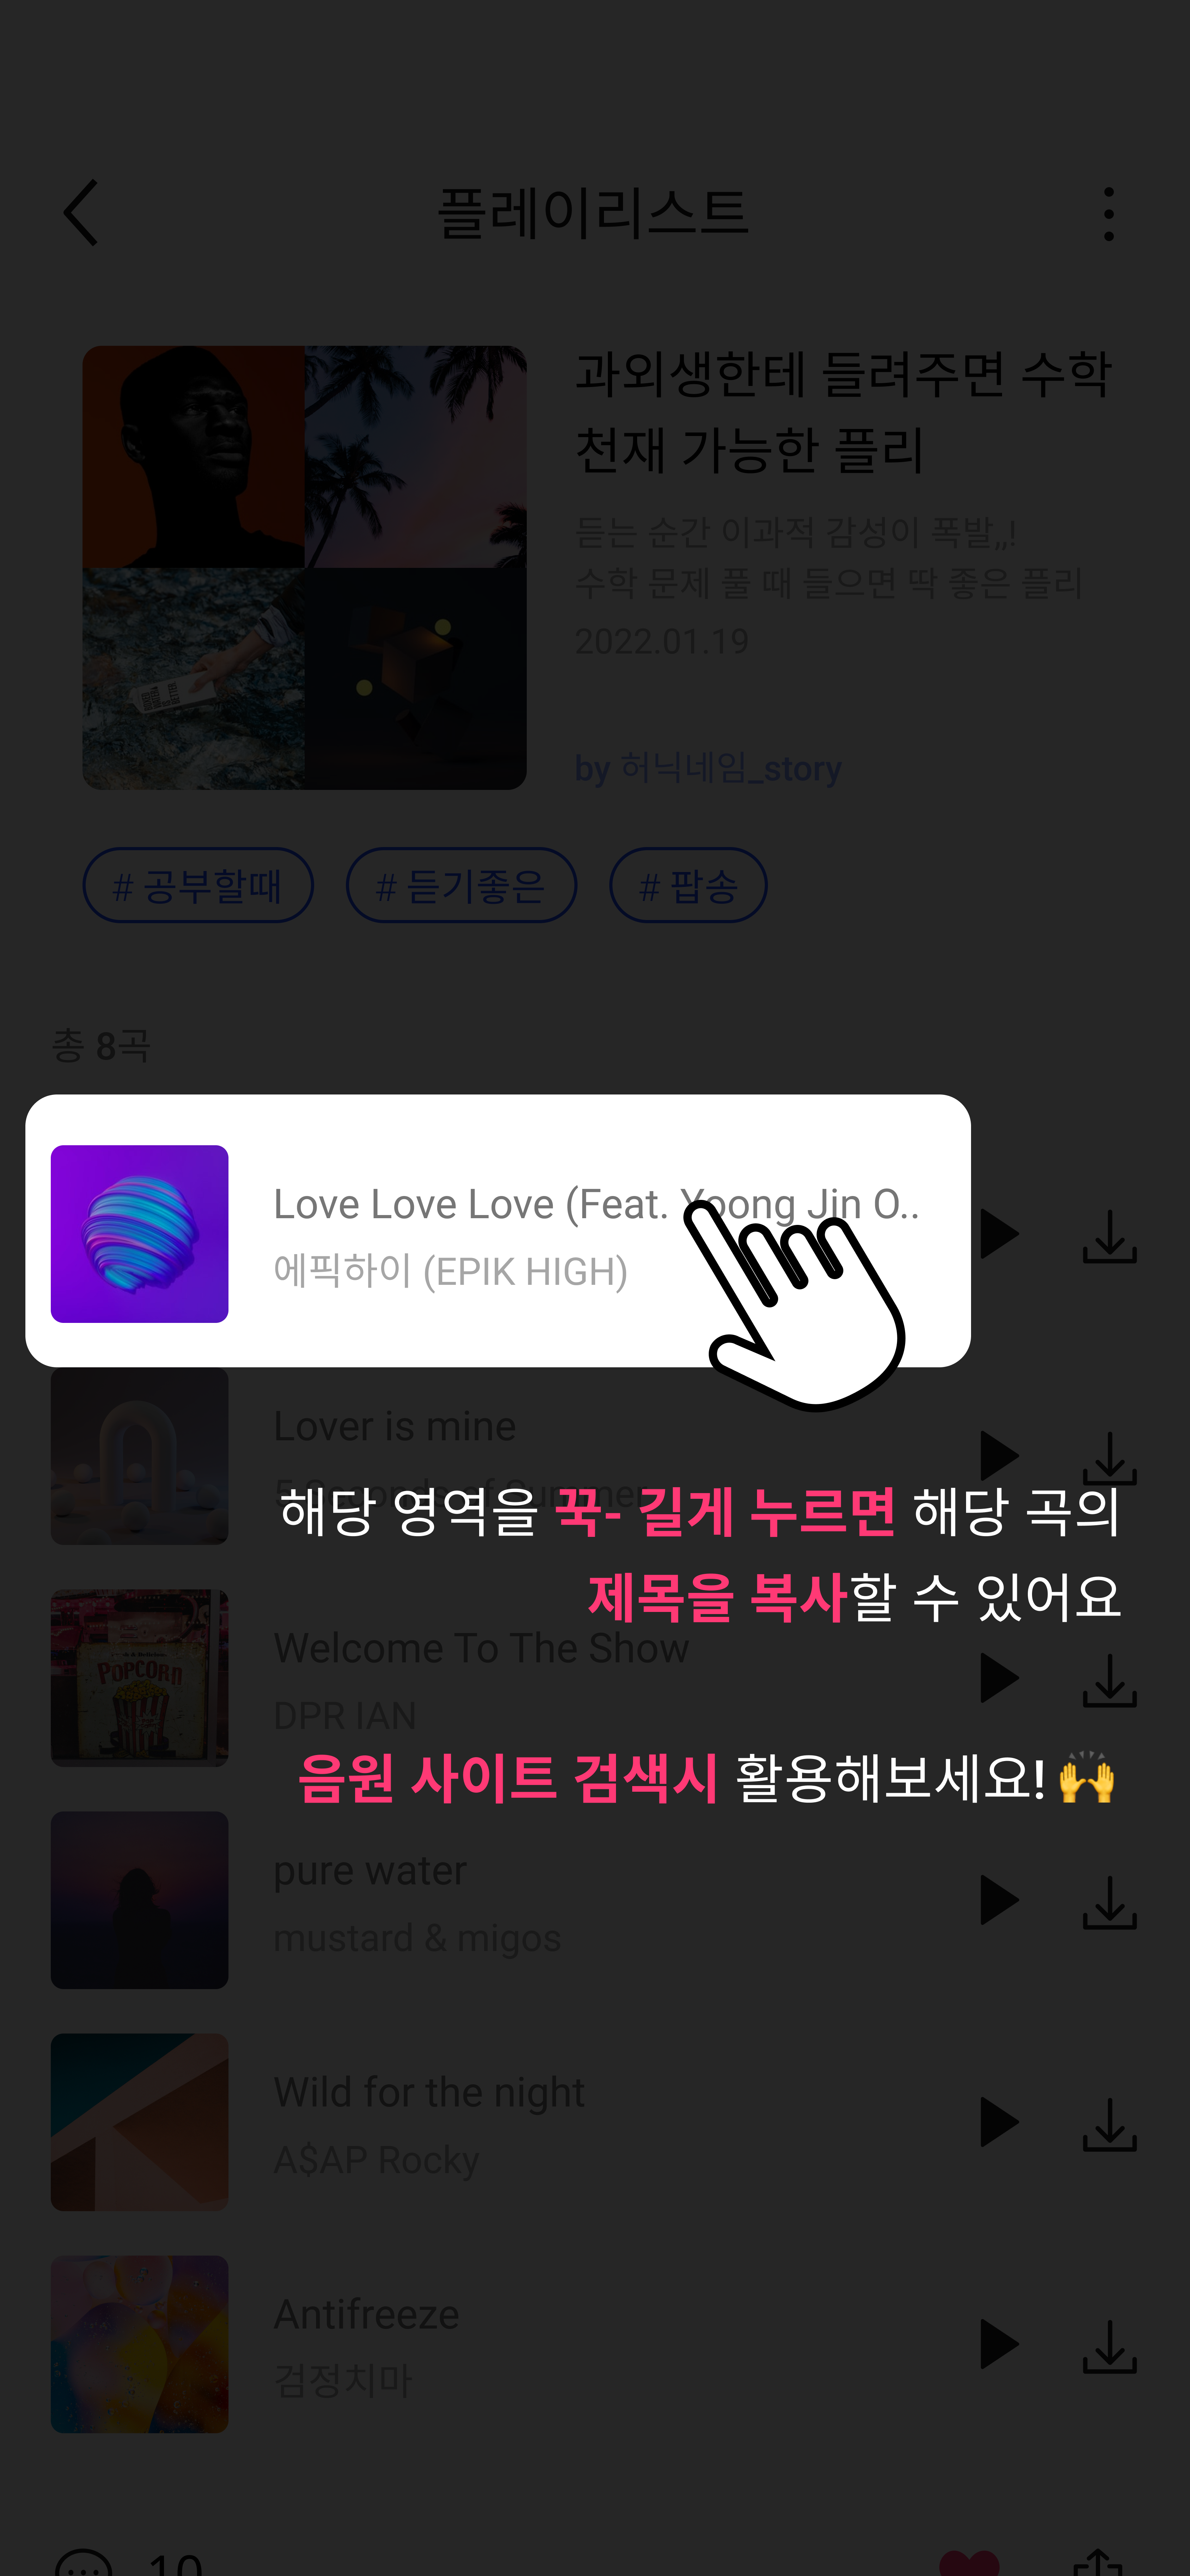 플레이리스트
과외생한테 들려주면 수학
천재 가능한 플리
듣는 순간 이과적 감성이 폭발,,!
수학 문제 풀 때 들으면 딱 좋은 플리
2022.01.19
by 허닉네임_story
# 공부할때
# 듣기좋은
# 팝송
총 8곡
Love Love Love (Feat. Yoong Jin O..
에픽하이 (EPIK HIGH)
Lover is mine
5 Seconds of Summer
해당 영역을 꾹- 길게 누르면 해당 곡의
제목을 복사할 수 있어요
Welcome To The Show
DPR IAN
음원 사이트 검색시 활용해보세요! 🙌
POPCORN
pure water
mustard & migos
Wild for the night
A$AP Rocky
Antifreeze
검정치마
10